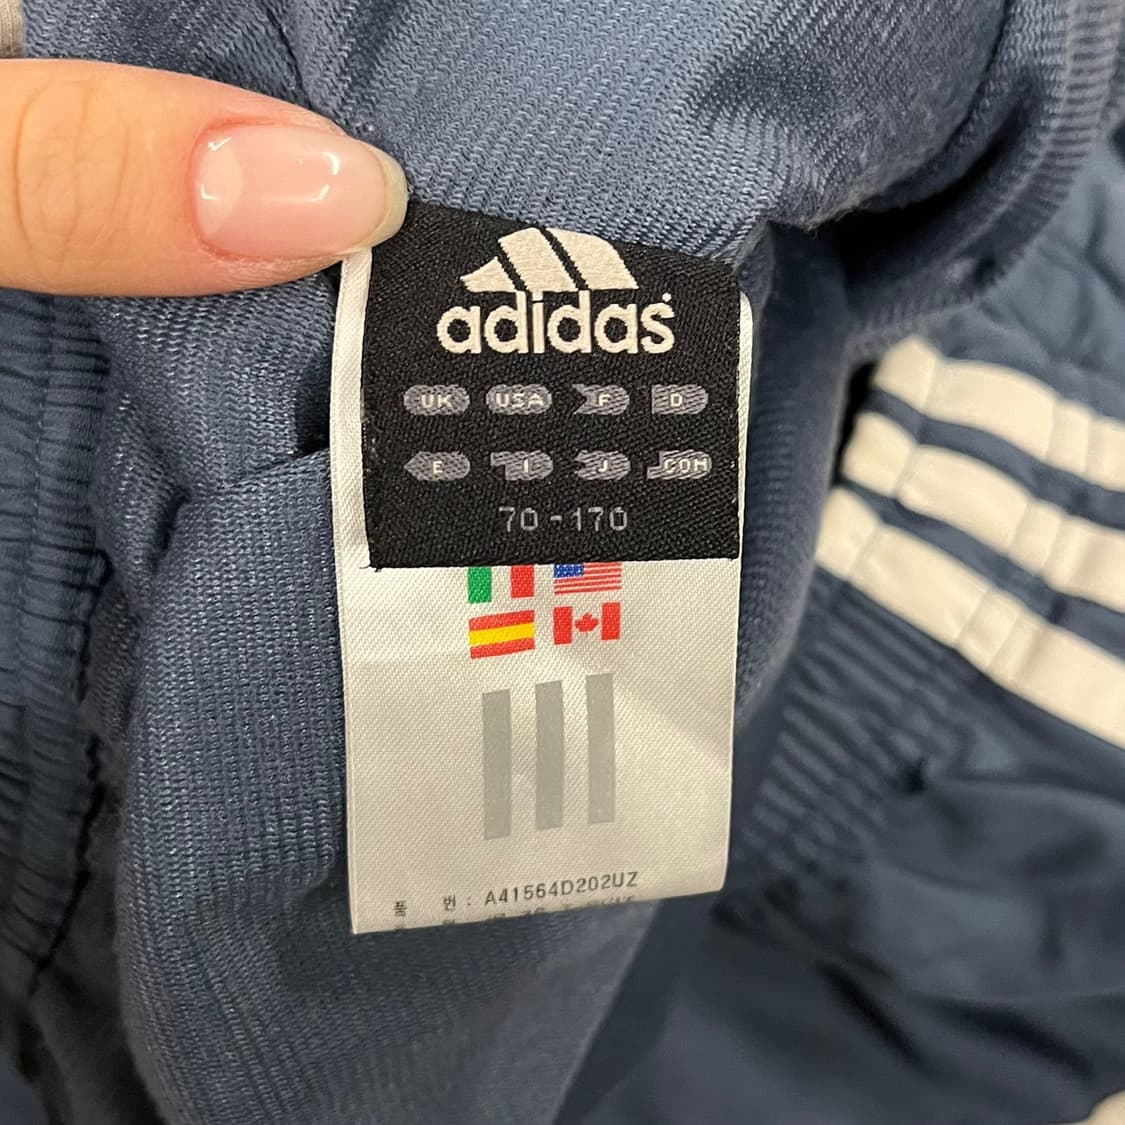 adidas
UK USA F D
E I J .COM
70-170
품 번: A41564D202UZ